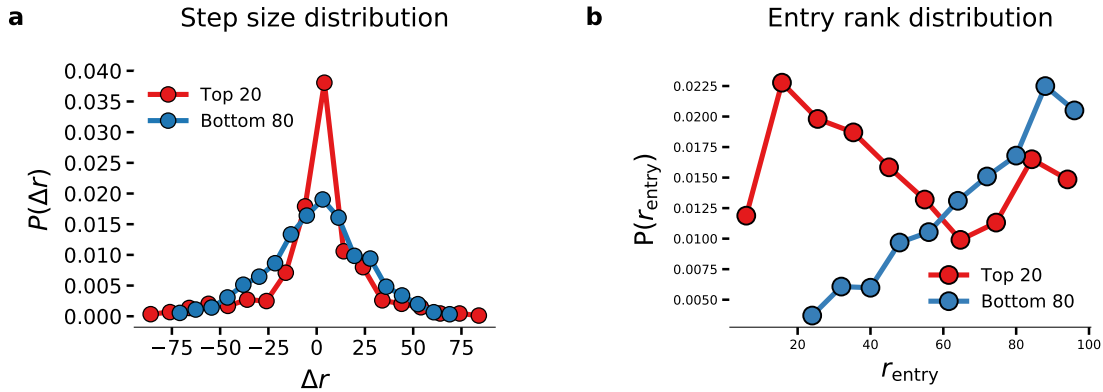 a
Step size distribution
0.040
0.035
0.030
0.025
0.020
0.015
0.010
0.005
0.000
P(Δr)
Top 20
Bottom 80
−75
−50
−25
0
25
50
75
Δr
b
Entry rank distribution
0.0225
0.0200
0.0175
0.0150
0.0125
0.0100
0.0075
0.0050
P(r_entry)
Top 20
Bottom 80
20
40
60
80
100
r_entry